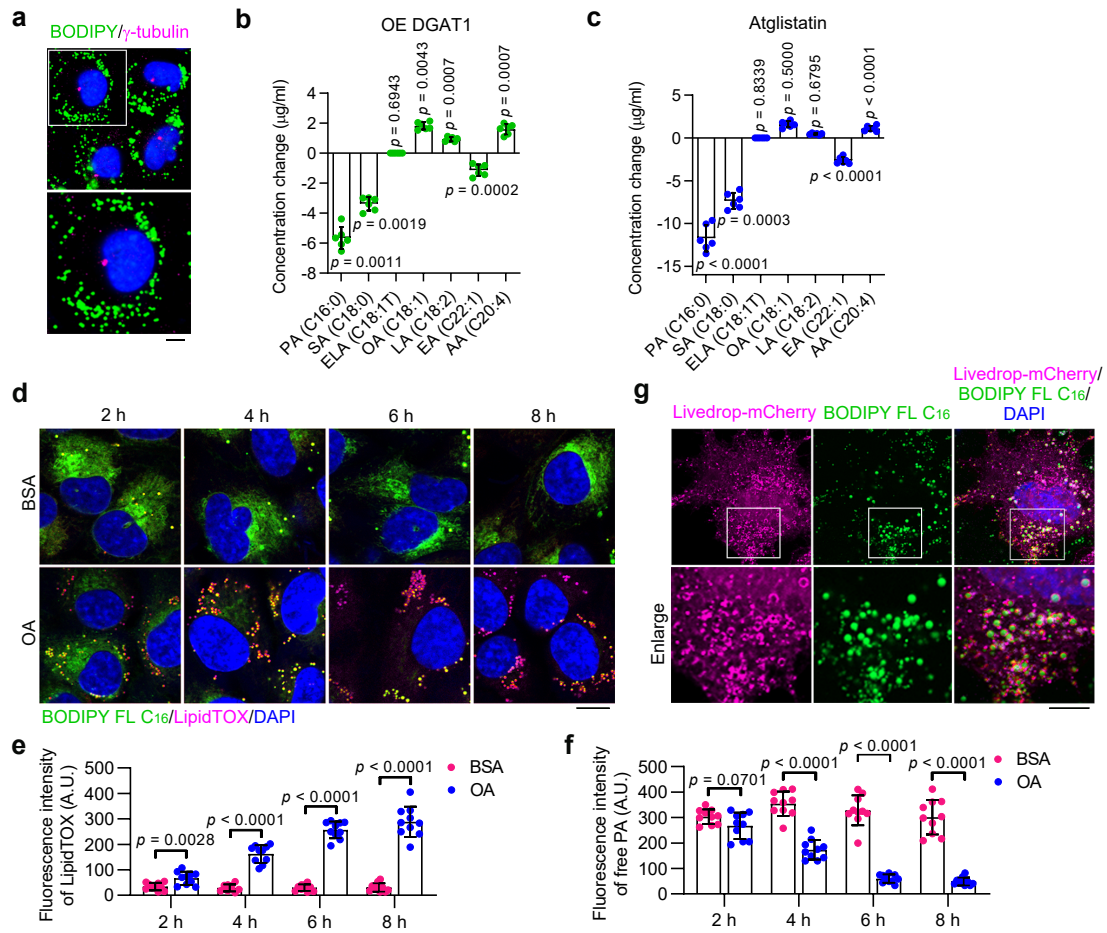 a
BODIPY/γ-tubulin
b
OE DGAT1
Concentration change (μg/ml)
4
2
0
-2
-4
-6
-8
p = 0.0011
p = 0.0019
p = 0.6943
p = 0.0043
p = 0.0007
p = 0.0002
p = 0.0007
PA (C16:0)
SA (C18:0)
ELA (C18:1T)
OA (C18:1)
LA (C18:2)
EA (C22:1)
AA (C20:4)
c
Atglistatin
Concentration change (μg/ml)
5
0
-5
-10
-15
p < 0.0001
p = 0.0003
p = 0.8339
p = 0.5000
p = 0.6795
p < 0.0001
p < 0.0001
PA (C16:0)
SA (C18:0)
ELA (C18:1T)
OA (C18:1)
LA (C18:2)
EA (C22:1)
AA (C20:4)
d
2 h
4 h
6 h
8 h
BSA
OA
BODIPY FL C16/LipidTOX/DAPI
g
Livedrop-mCherry
BODIPY FL C16
Livedrop-mCherry/
BODIPY FL C16/
DAPI
Enlarge
e
Fluorescence intensity
of LipidTOX (A.U.)
500
400
300
200
100
0
p = 0.0028
p < 0.0001
p < 0.0001
p < 0.0001
BSA
OA
2 h
4 h
6 h
8 h
f
Fluorescence intensity
of free PA (A.U.)
500
400
300
200
100
0
p = 0.0701
p < 0.0001
p < 0.0001
p < 0.0001
BSA
OA
2 h
4 h
6 h
8 h